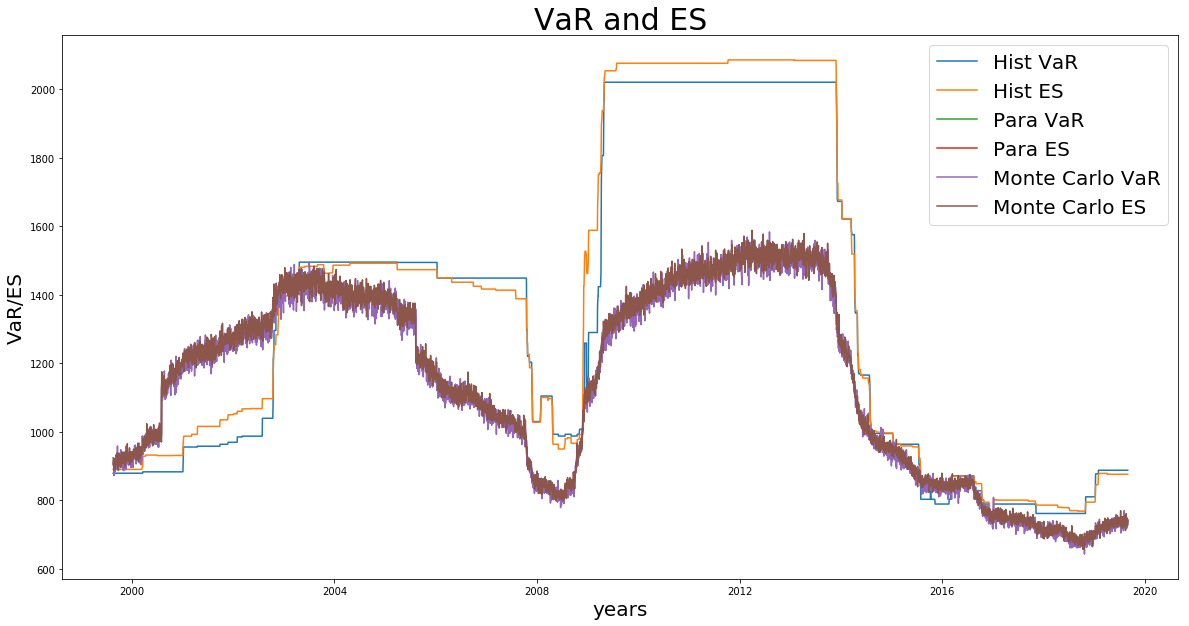 VaR and ES
VaR/ES
2000
1800
1600
1400
1200
1000
800
600
Hist VaR
Hist ES
Para VaR
Para ES
Monte Carlo VaR
Monte Carlo ES
2000 2004 2008 2012 2016 2020
years